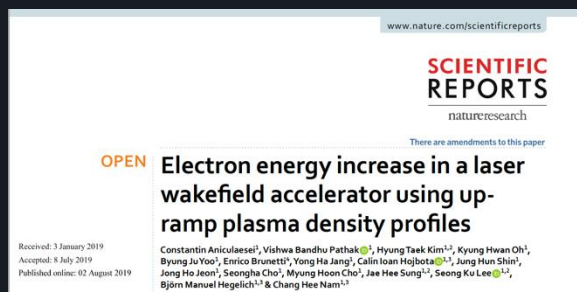 www.nature.com/scientificreports
SCIENTIFIC
REPORTS
natureresearch
There are amendments to this paper
OPEN
Electron energy increase in a laser
wakefield accelerator using up-
ramp plasma density profiles
Received: 3 January 2019
Accepted: 8 July 2019
Published online: 02 August 2019
Constantin Aniculaesei¹, Vishwa Bandhu Pathak¹, Hyung Taek Kim¹,², Kyung Hwan Oh¹,
Byung Ju Yoo¹, Enrico Brunetti⁴, Yong Ha Jang¹, Calin Ioan Hojbota¹,³, Jung Hun Shin¹,
Jong Ho Jeon¹, Seongha Cho¹, Myung Hoon Cho¹, Jae Hee Sung¹,², Seong Ku Lee¹,²,
Björn Manuel Hegelich¹,³ & Chang Hee Nam¹,³